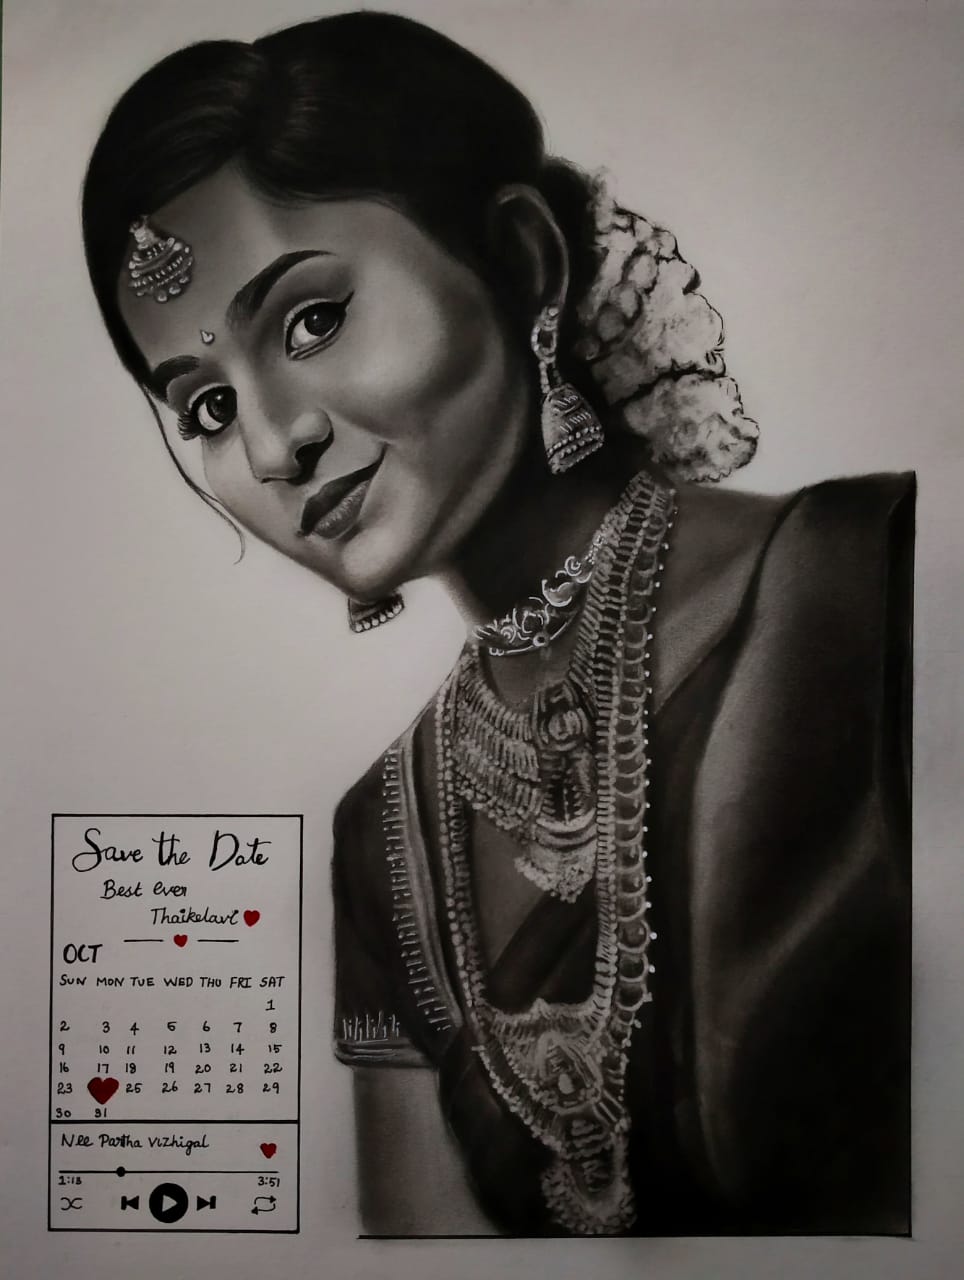 Save the Date
Best ever
Thaikelavi
OCT
SUN MON TUE WED THU FRI SAT
1
2 3 4 5 6 7 8
9 10 11 12 13 14 15
16 17 18 19 20 21 22
23 25 26 27 28 29
30 31
Nee Partha Vizhigal
1:18 3:51